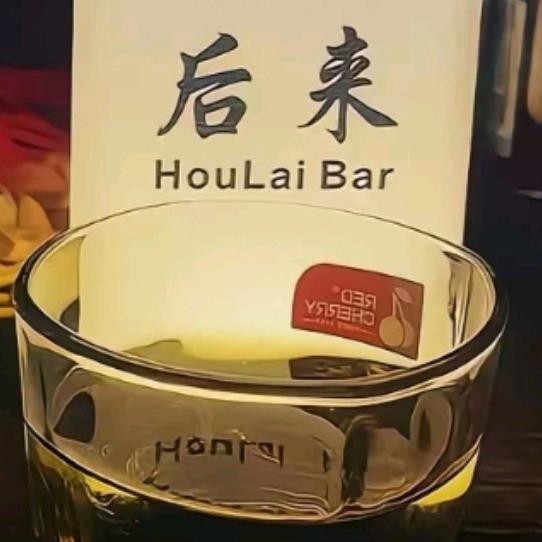 后来
HouLai Bar
RED®
CHERRY